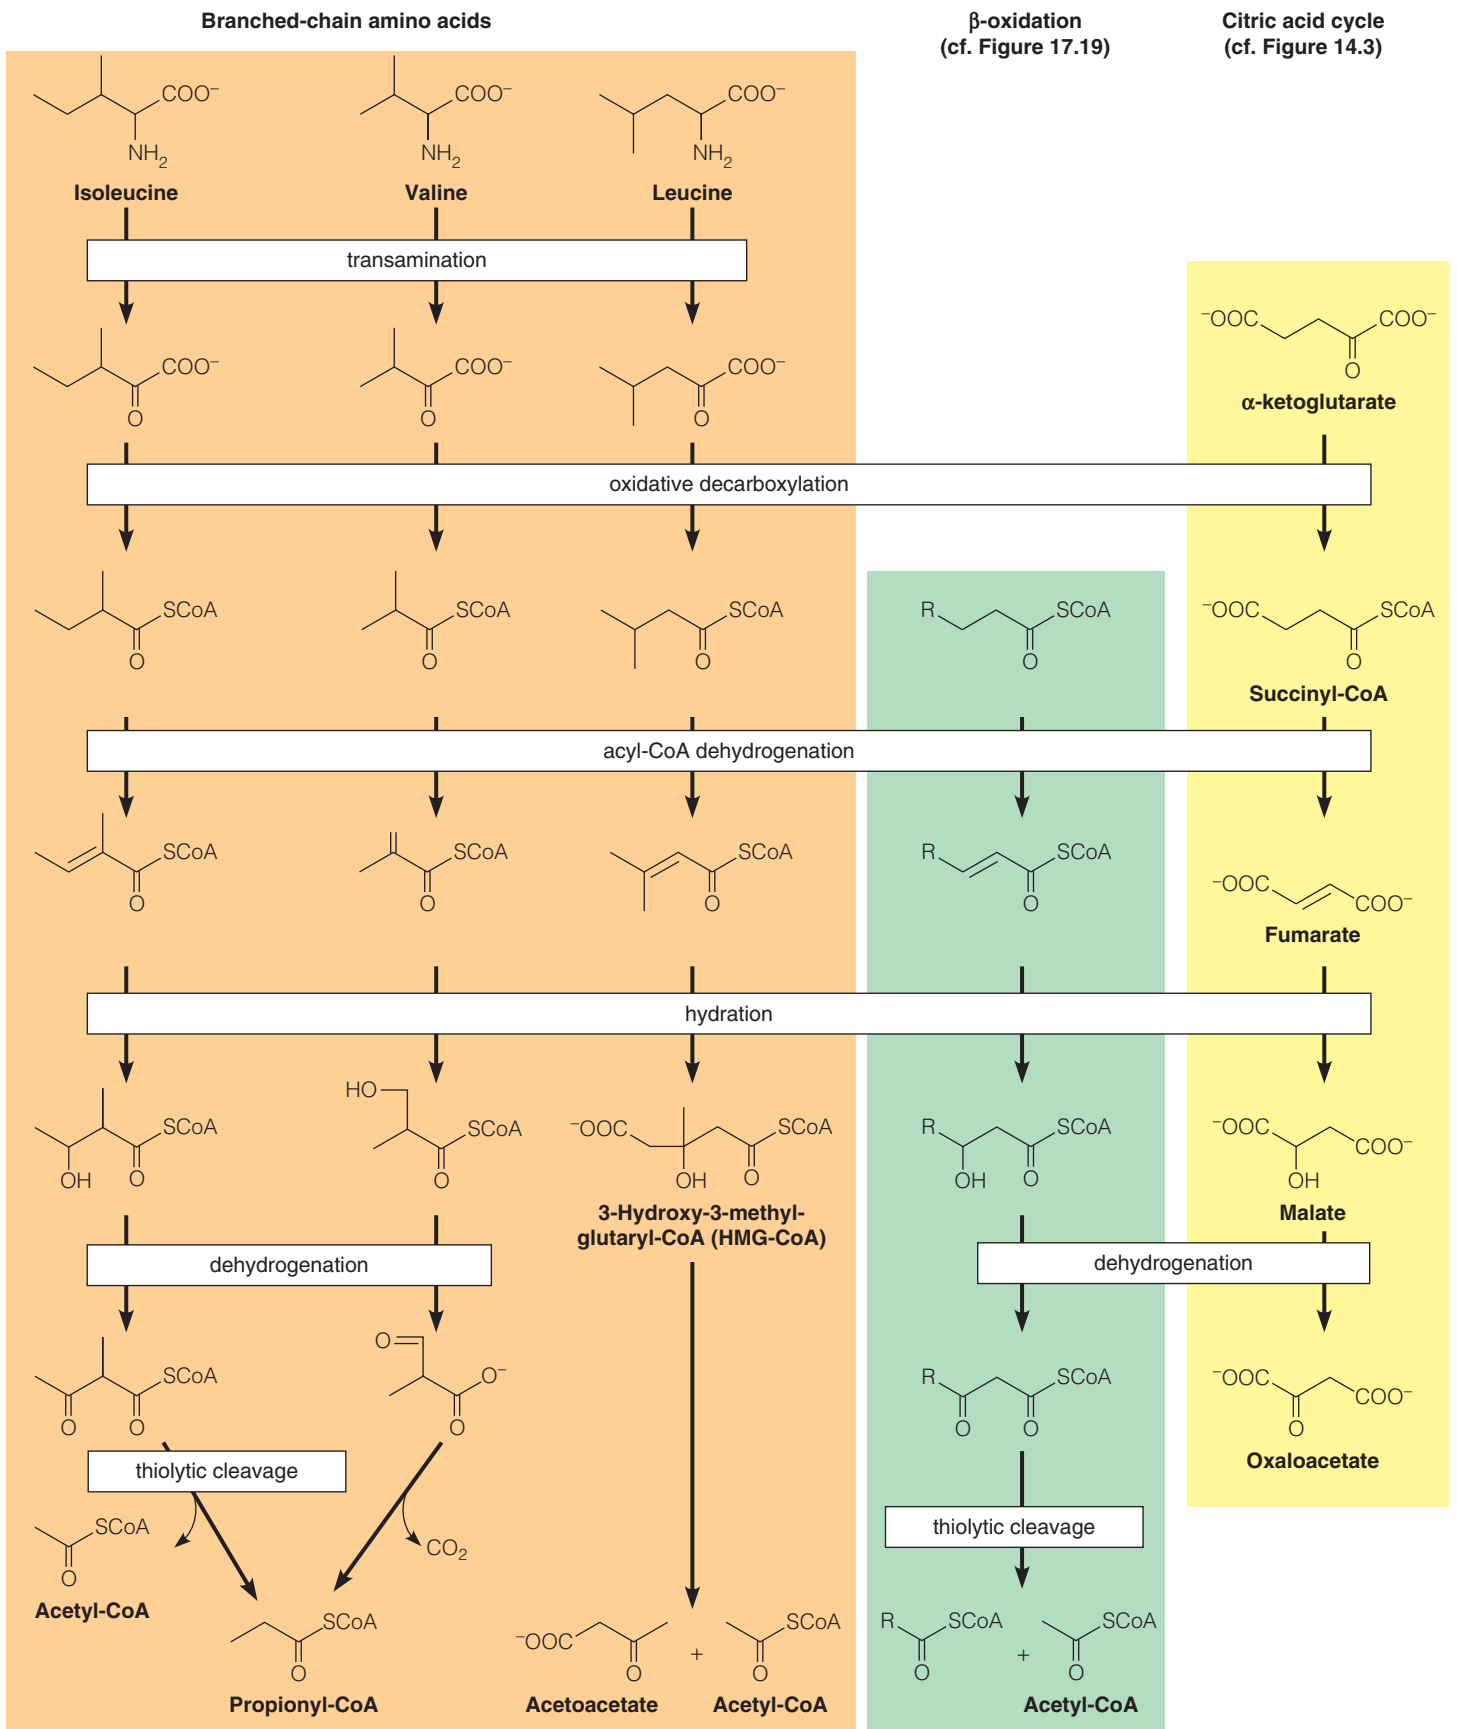 Branched-chain amino acids
β-oxidation
(cf. Figure 17.19)
Citric acid cycle
(cf. Figure 14.3)
COO⁻
NH₂
Isoleucine
COO⁻
NH₂
Valine
COO⁻
NH₂
Leucine
transamination
COO⁻
O
COO⁻
O
COO⁻
O
⁻OOC
COO⁻
O
α-ketoglutarate
oxidative decarboxylation
SCoA
O
SCoA
O
SCoA
O
R
SCoA
O
⁻OOC
SCoA
O
Succinyl-CoA
acyl-CoA dehydrogenation
SCoA
O
SCoA
O
SCoA
O
R
SCoA
O
⁻OOC
COO⁻
Fumarate
hydration
SCoA
OH
O
HO
SCoA
O
⁻OOC
SCoA
OH
O
3-Hydroxy-3-methyl-
glutaryl-CoA (HMG-CoA)
R
SCoA
OH
O
⁻OOC
COO⁻
OH
Malate
dehydrogenation
dehydrogenation
SCoA
O
O
O
O⁻
O
R
SCoA
O
O
⁻OOC
COO⁻
O
Oxaloacetate
thiolytic cleavage
SCoA
O
Acetyl-CoA
CO₂
thiolytic cleavage
SCoA
O
Propionyl-CoA
⁻OOC
O
Acetoacetate
+
SCoA
O
Acetyl-CoA
R
SCoA
O
+
SCoA
O
Acetyl-CoA